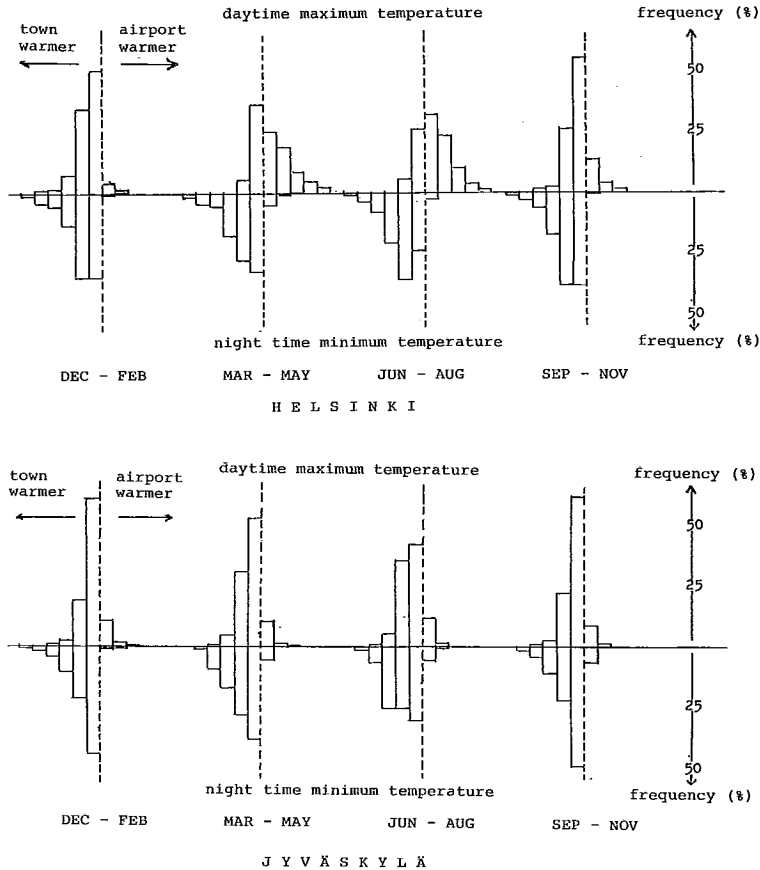 daytime maximum temperature
frequency (%)
town warmer
airport warmer
50
25
25
50
night time minimum temperature
frequency (%)
DEC - FEB
MAR - MAY
JUN - AUG
SEP - NOV
H E L S I N K I
daytime maximum temperature
frequency (%)
town warmer
airport warmer
50
25
25
50
night time minimum temperature
frequency (%)
DEC - FEB
MAR - MAY
JUN - AUG
SEP - NOV
J Y V Ä S K Y L Ä